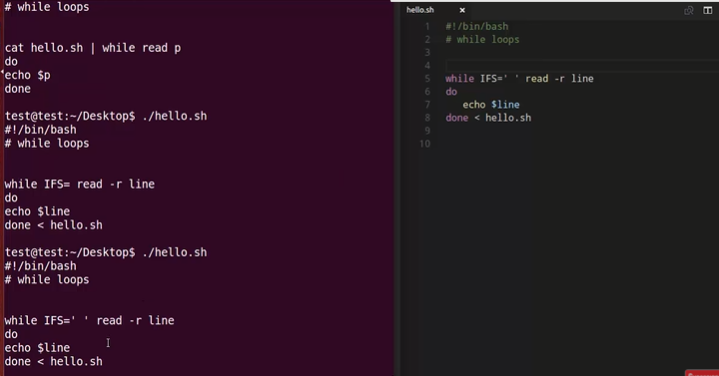 # while loops
cat hello.sh | while read p
do
echo $p
done
test@test:~/Desktop$ ./hello.sh
#!/bin/bash
# while loops
while IFS= read -r line
do
echo $line
done < hello.sh
test@test:~/Desktop$ ./hello.sh
#!/bin/bash
# while loops
while IFS=' ' read -r line
do
echo $line
done < hello.sh
hello.sh ×
1 #!/bin/bash
2 # while loops
3
4
5 while IFS=' ' read -r line
6 do
7 echo $line
8 done < hello.sh
9
10